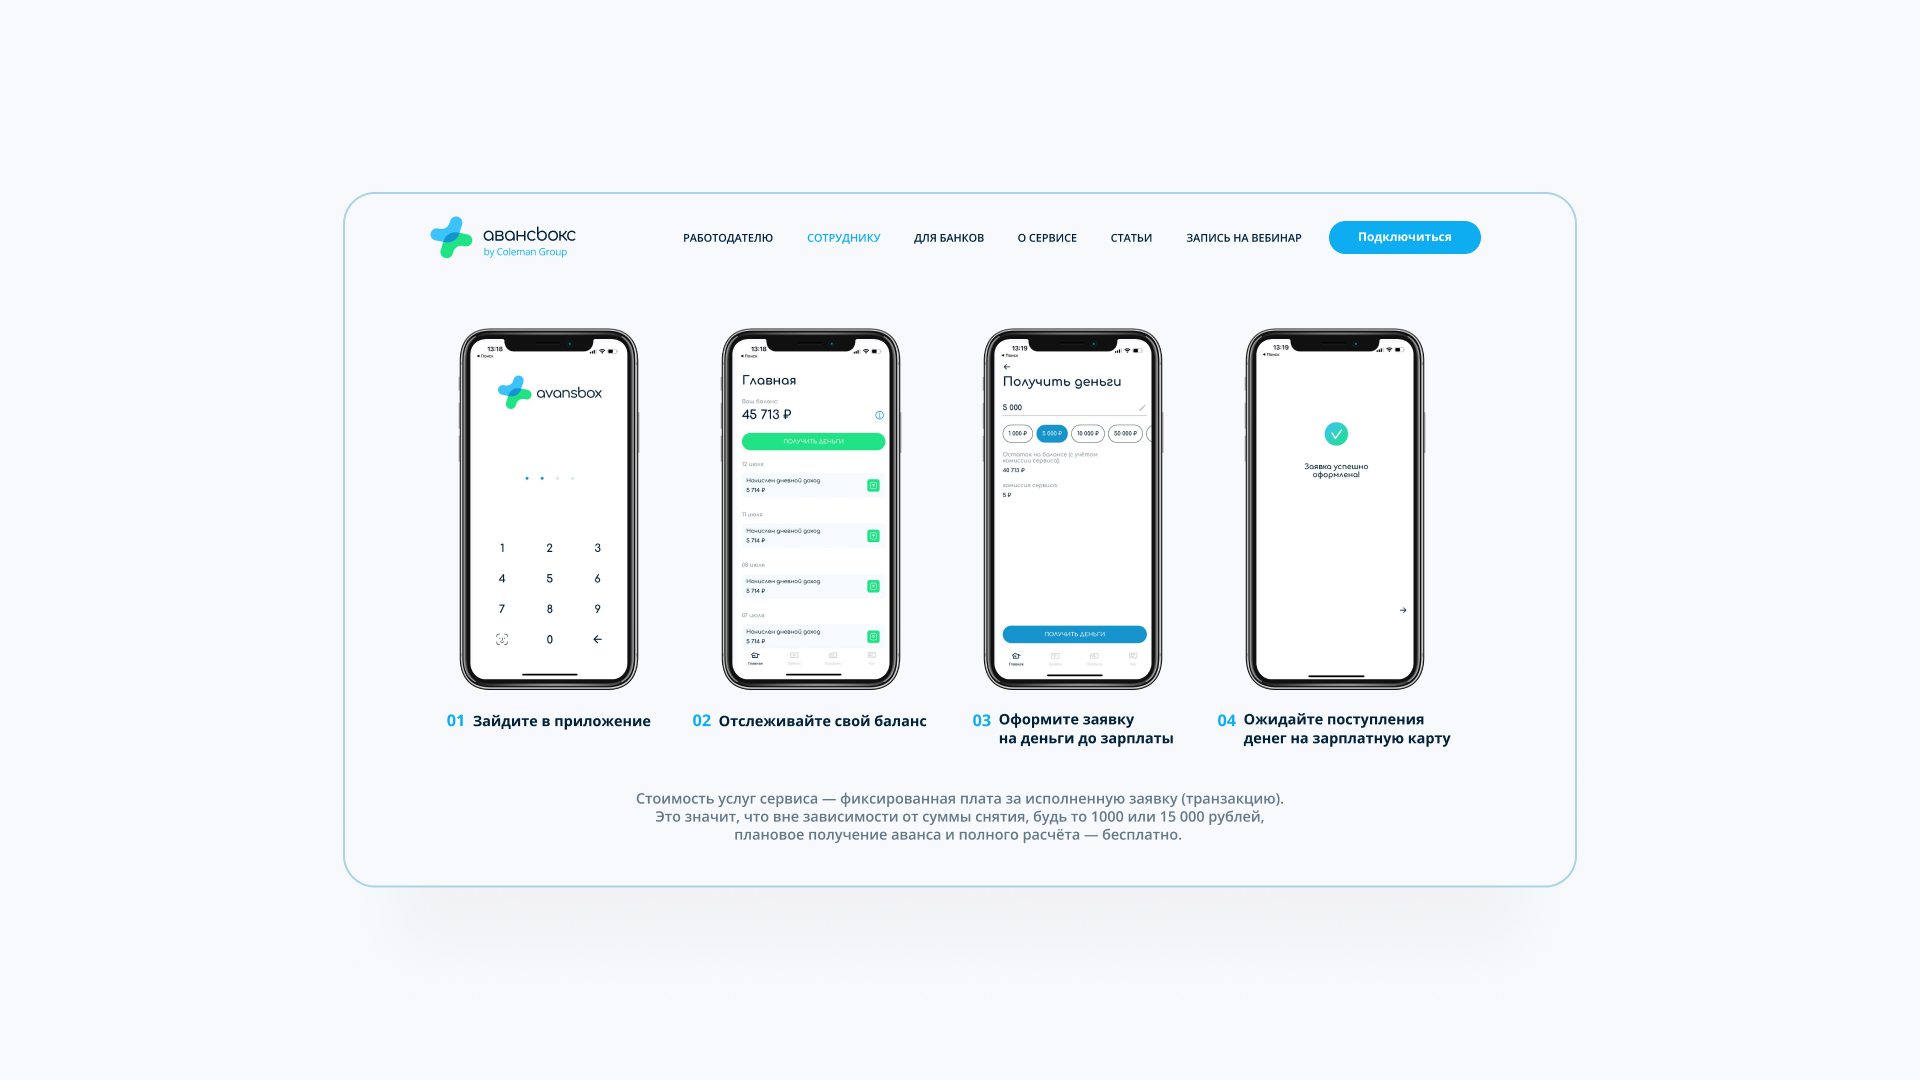 авансbокс
by Coleman Group
РАБОТОДАТЕЛЮ
СОТРУДНИКУ
ДЛЯ БАНКОВ
О СЕРВИСЕ
СТАТЬИ
ЗАПИСЬ НА ВЕБИНАР
Подключиться
13:18
Поиск
avansbox
1 2 3
4 5 6
7 8 9
0
01 Зайдите в приложение
13:18
Поиск
Главная
Ваш баланс:
45 713 ₽
ПОЛУЧИТЬ ДЕНЬГИ
12 июля
Начислен дневной доход
5 714 ₽
11 июля
Начислен дневной доход
5 714 ₽
08 июля
Начислен дневной доход
5 714 ₽
07 июля
Начислен дневной доход
5 714 ₽
Главная
02 Отслеживайте свой баланс
13:19
Поиск
Получить деньги
5 000
1 000 ₽ 5 000 ₽ 10 000 ₽ 50 000 ₽
Остаток на балансе (с учётом
комиссии сервиса):
40 713 ₽
комиссия сервиса:
5 ₽
ПОЛУЧИТЬ ДЕНЬГИ
Главная
03 Оформите заявку
на деньги до зарплаты
13:19
Поиск
Заявка успешно
оформлена!
04 Ожидайте поступления
денег на зарплатную карту
Стоимость услуг сервиса — фиксированная плата за исполненную заявку (транзакцию).
Это значит, что вне зависимости от суммы снятия, будь то 1000 или 15 000 рублей,
плановое получение аванса и полного расчёта — бесплатно.